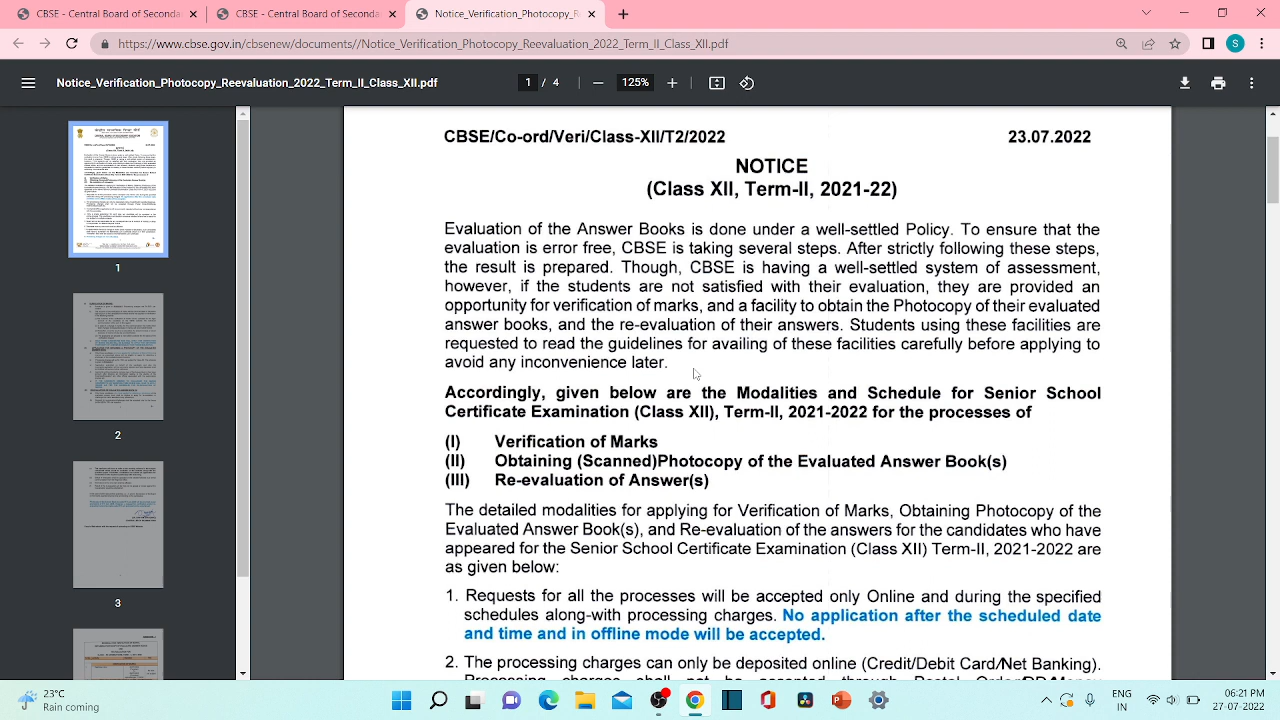 CBSE - Central Board of Secondar
CBSE - Central Board of Secondar
Notice_Verification_Photocopy_R
https://www.cbse.gov.in/cbsenew/documents//Notice_Verification_Photocopy_Reevaluation_2022_Term_II_Class_XII.pdf
S
Notice_Verification_Photocopy_Reevaluation_2022_Term_II_Class_XII.pdf
1 / 4
125%
1
2
3
CBSE/Co-ord/Veri/Class-XII/T2/2022 23.07.2022
NOTICE
(Class XII, Term-II, 2021-22)
Evaluation of the Answer Books is done under a well-settled Policy. To ensure that the
evaluation is error free, CBSE is taking several steps. After strictly following these steps,
the result is prepared. Though, CBSE is having a well-settled system of assessment,
however, if the students are not satisfied with their evaluation, they are provided an
opportunity for verification of marks, and a facility to obtain the Photocopy of their evaluated
answer books, and the re-evaluation of their answers. Students using these facilities are
requested to read the guidelines for availing of these facilities carefully before applying to
avoid any inconvenience later.
Accordingly, given below are the Modalities and Schedule for Senior School
Certificate Examination (Class XII), Term-II, 2021-2022 for the processes of
(I) Verification of Marks
(II) Obtaining (Scanned)Photocopy of the Evaluated Answer Book(s)
(III) Re-evaluation of Answer(s)
The detailed modalities for applying for Verification of Marks, Obtaining Photocopy of the
Evaluated Answer Book(s), and Re-evaluation of the answers for the candidates who have
appeared for the Senior School Certificate Examination (Class XII) Term-II, 2021-2022 are
as given below:
1. Requests for all the processes will be accepted only Online and during the specified
schedules along-with processing charges. No application after the scheduled date
and time and in offline mode will be accepted.
2. The processing charges can only be deposited online (Credit/Debit Card/Net Banking).
Processing charges shall not be accepted through Postal Order/DD/Money
23°C
Rain coming
ENG
IN
06:21 PM
27-07-2022